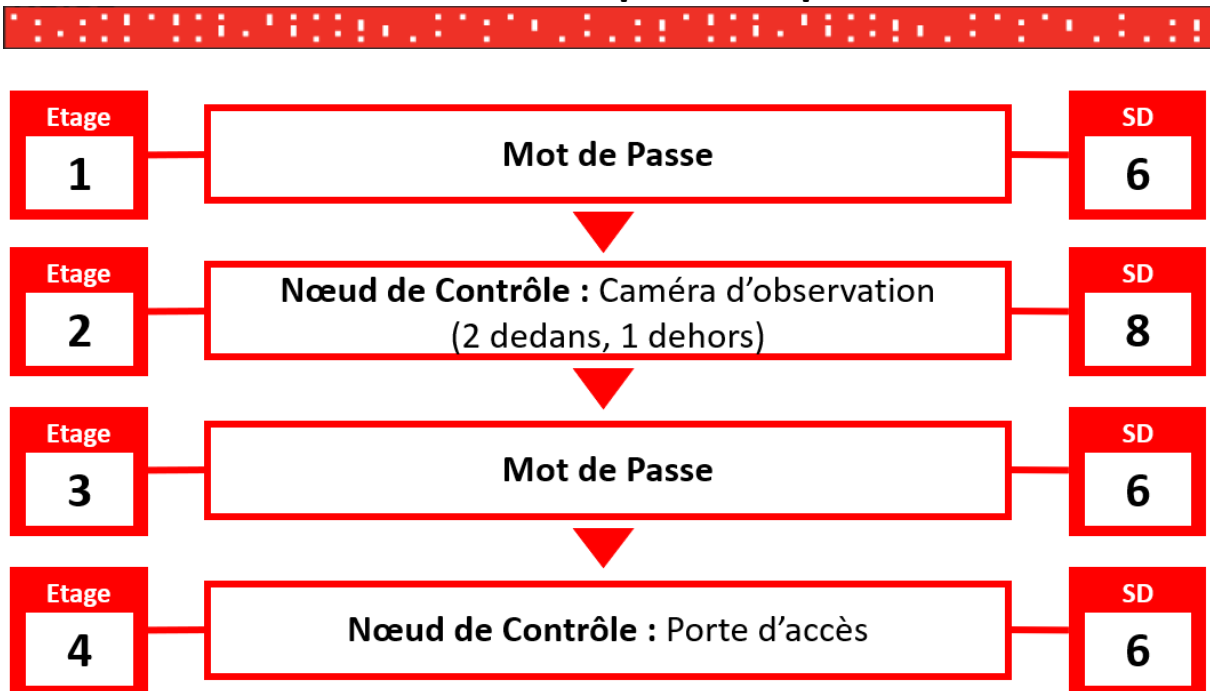 Etage
1
Mot de Passe
SD
6
Etage
2
Nœud de Contrôle : Caméra d’observation
(2 dedans, 1 dehors)
SD
8
Etage
3
Mot de Passe
SD
6
Etage
4
Nœud de Contrôle : Porte d’accès
SD
6